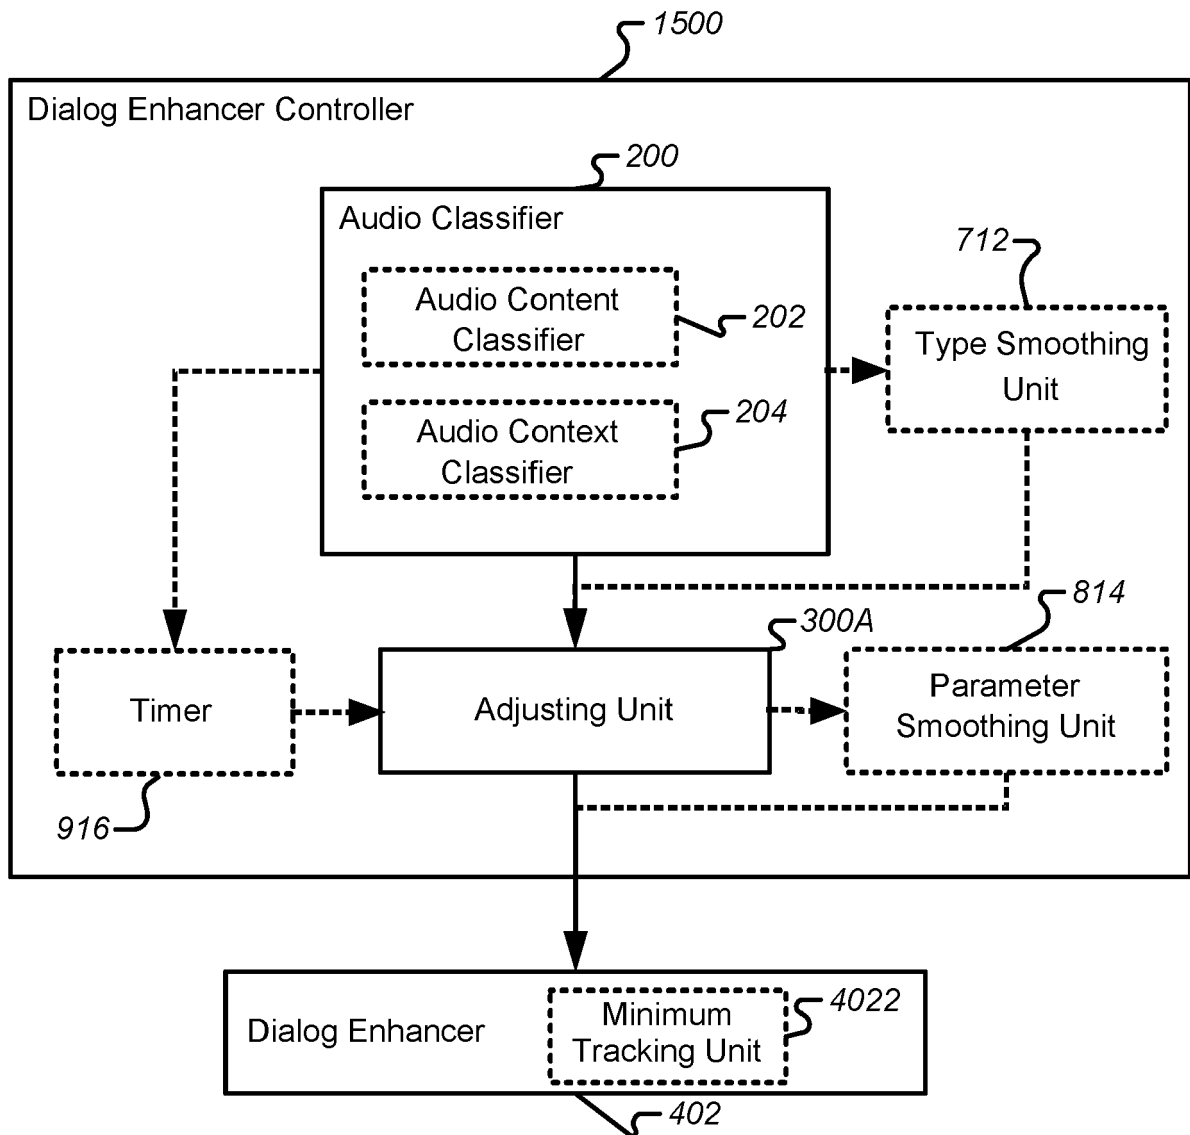 1500
Dialog Enhancer Controller
200
Audio Classifier
712
Audio Content
Classifier
202
Type Smoothing
Unit
204
Audio Context
Classifier
814
300A
Timer
Adjusting Unit
Parameter
Smoothing Unit
916
4022
Dialog Enhancer
Minimum
Tracking Unit
402